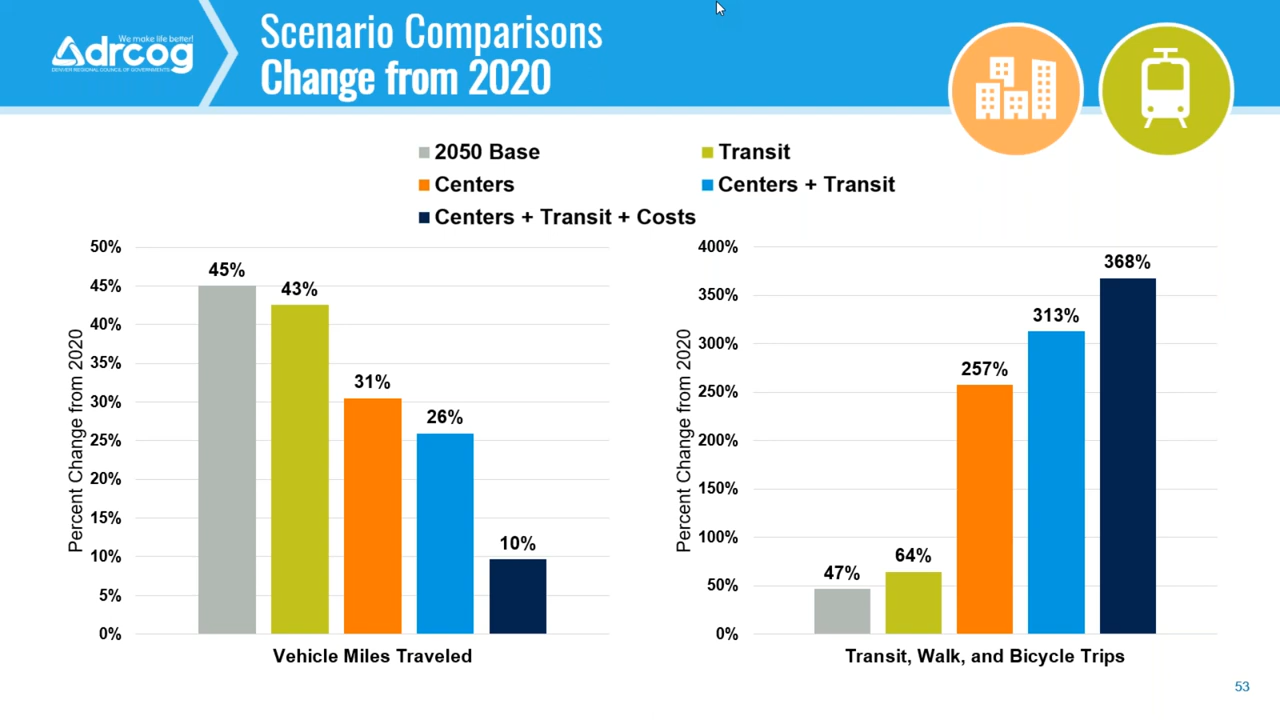 We make life better!
drcog
DENVER REGIONAL COUNCIL OF GOVERNMENTS
Scenario Comparisons
Change from 2020
2050 Base
Transit
Centers
Centers + Transit
Centers + Transit + Costs
Percent Change from 2020
50%
45%
40%
35%
30%
25%
20%
15%
10%
5%
0%
45%
43%
31%
26%
10%
Vehicle Miles Traveled
Percent Change from 2020
400%
350%
300%
250%
200%
150%
100%
50%
0%
47%
64%
257%
313%
368%
Transit, Walk, and Bicycle Trips
53